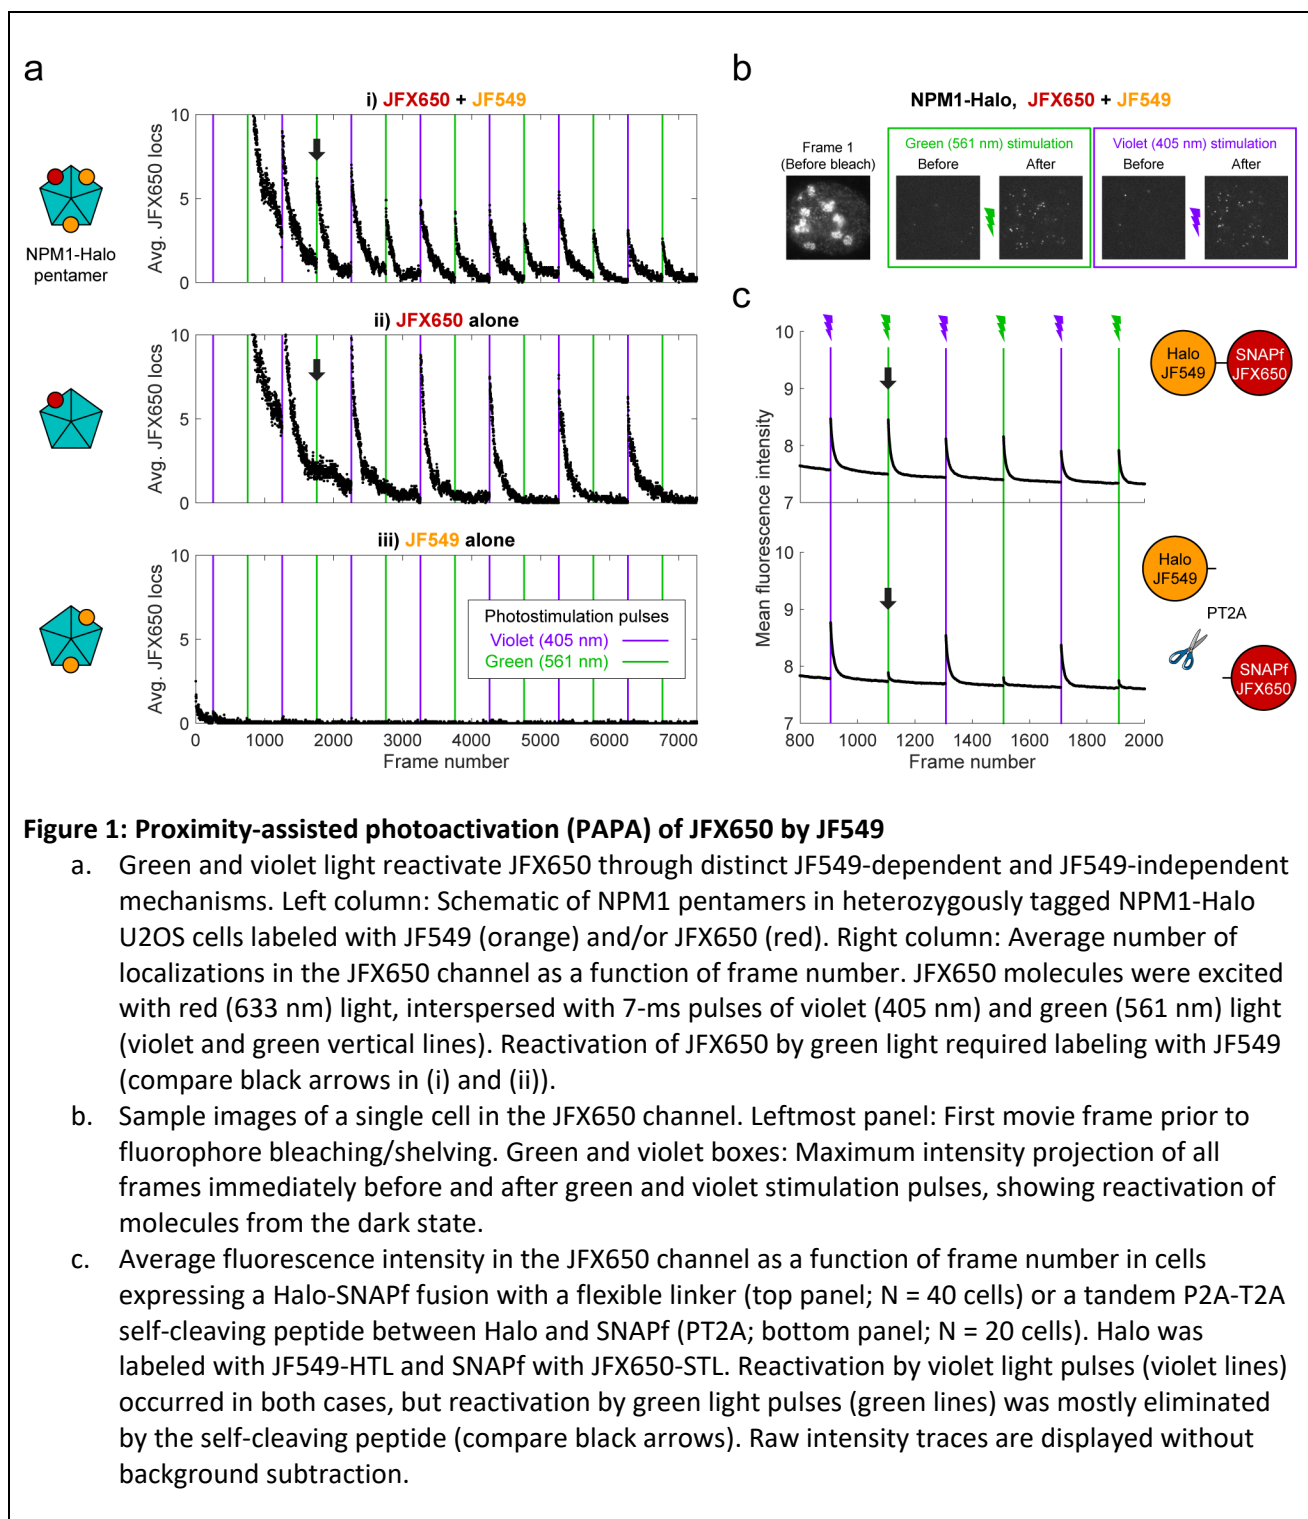 a
i) JFX650 + JF549
10
5
0
Avg. JFX650 locs
NPM1-Halo
pentamer
ii) JFX650 alone
10
5
0
Avg. JFX650 locs
iii) JF549 alone
10
5
0
Avg. JFX650 locs
Photostimulation pulses
Violet (405 nm)
Green (561 nm)
0 1000 2000 3000 4000 5000 6000 7000
Frame number
b
NPM1-Halo, JFX650 + JF549
Frame 1
(Before bleach)
Green (561 nm) stimulation
Before After
Violet (405 nm) stimulation
Before After
c
10
9
8
7
10
9
8
7
Mean fluorescence intensity
800 1000 1200 1400 1600 1800 2000
Frame number
Halo
JF549
SNAPf
JFX650
Halo
JF549
PT2A
SNAPf
JFX650
Figure 1: Proximity-assisted photoactivation (PAPA) of JFX650 by JF549
a. Green and violet light reactivate JFX650 through distinct JF549-dependent and JF549-independent
mechanisms. Left column: Schematic of NPM1 pentamers in heterozygously tagged NPM1-Halo
U2OS cells labeled with JF549 (orange) and/or JFX650 (red). Right column: Average number of
localizations in the JFX650 channel as a function of frame number. JFX650 molecules were excited
with red (633 nm) light, interspersed with 7-ms pulses of violet (405 nm) and green (561 nm) light
(violet and green vertical lines). Reactivation of JFX650 by green light required labeling with JF549
(compare black arrows in (i) and (ii)).
b. Sample images of a single cell in the JFX650 channel. Leftmost panel: First movie frame prior to
fluorophore bleaching/shelving. Green and violet boxes: Maximum intensity projection of all
frames immediately before and after green and violet stimulation pulses, showing reactivation of
molecules from the dark state.
c. Average fluorescence intensity in the JFX650 channel as a function of frame number in cells
expressing a Halo-SNAPf fusion with a flexible linker (top panel; N = 40 cells) or a tandem P2A-T2A
self-cleaving peptide between Halo and SNAPf (PT2A; bottom panel; N = 20 cells). Halo was
labeled with JF549-HTL and SNAPf with JFX650-STL. Reactivation by violet light pulses (violet lines)
occurred in both cases, but reactivation by green light pulses (green lines) was mostly eliminated
by the self-cleaving peptide (compare black arrows). Raw intensity traces are displayed without
background subtraction.